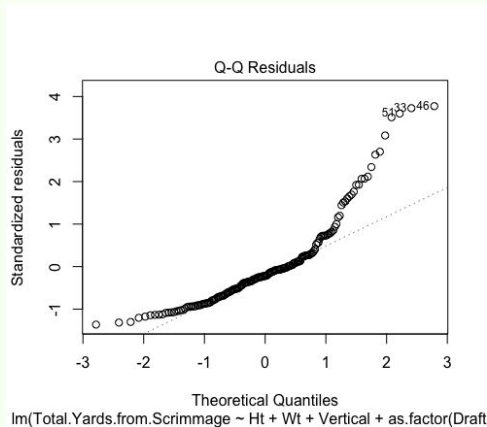 Q-Q Residuals
Standardized residuals
4
3
2
1
0
-1
51
33
46
-3 -2 -1 0 1 2 3
Theoretical Quantiles
lm(Total.Yards.from.Scrimmage ~ Ht + Wt + Vertical + as.factor(Draft